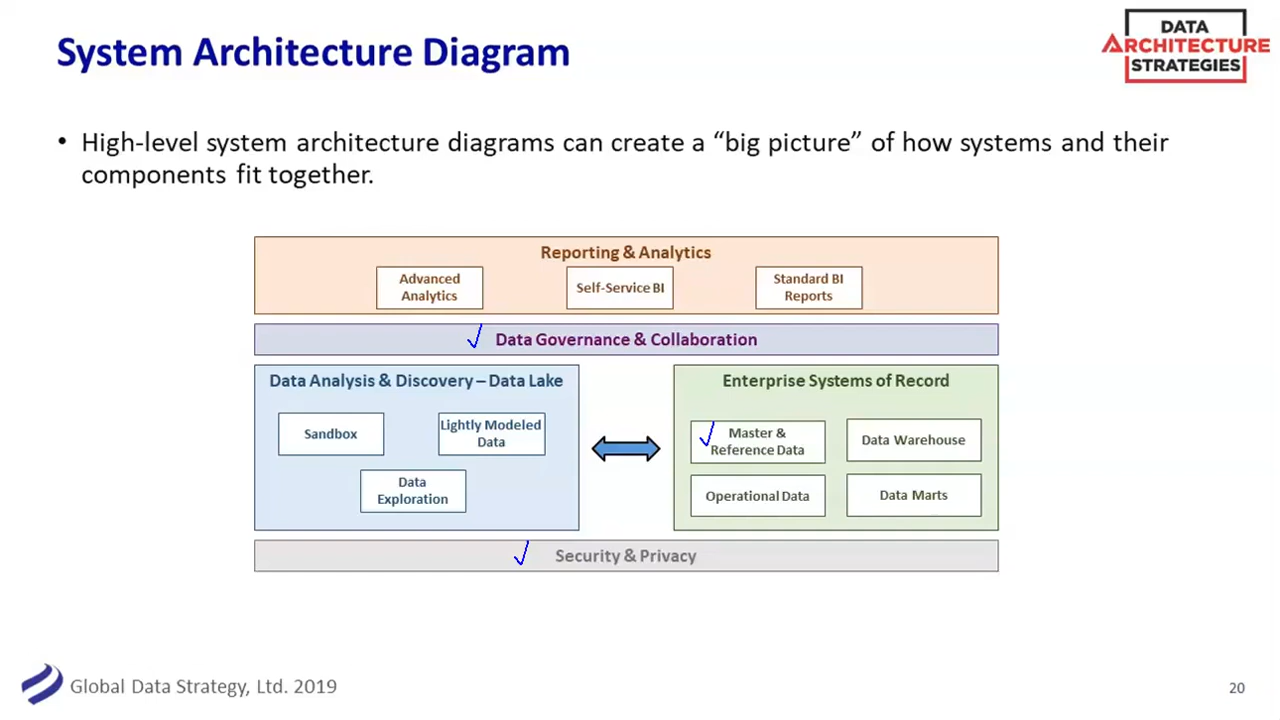 System Architecture Diagram
DATA
ARCHITECTURE
STRATEGIES
• High-level system architecture diagrams can create a “big picture” of how systems and their
components fit together.
Reporting & Analytics
Advanced
Analytics
Self-Service BI
Standard BI
Reports
Data Governance & Collaboration
Data Analysis & Discovery – Data Lake
Sandbox
Lightly Modeled
Data
Data
Exploration
Enterprise Systems of Record
Master &
Reference Data
Data Warehouse
Operational Data
Data Marts
Security & Privacy
Global Data Strategy, Ltd. 2019
20